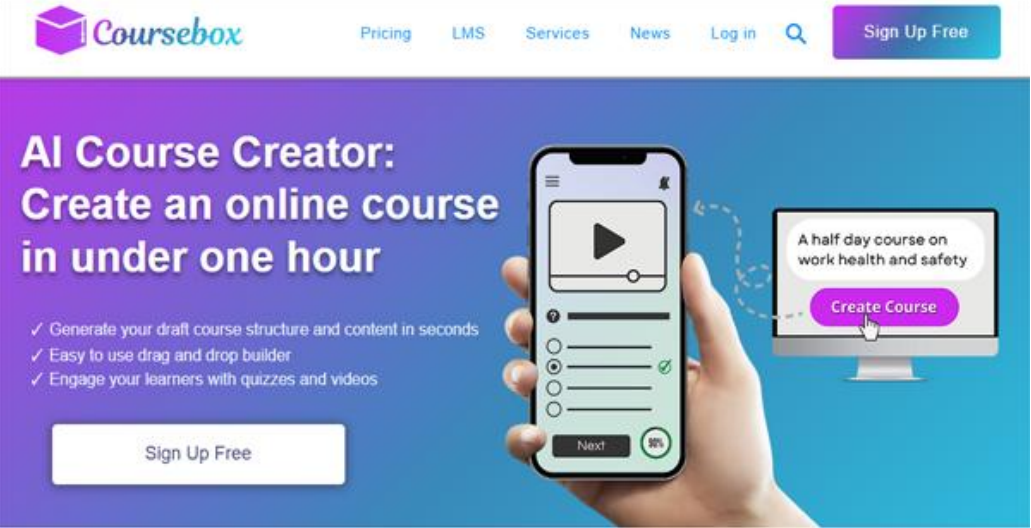 Coursebox
Pricing
LMS
Services
News
Log in
Sign Up Free
AI Course Creator:
Create an online course
in under one hour
✓ Generate your draft course structure and content in seconds
✓ Easy to use drag and drop builder
✓ Engage your learners with quizzes and videos
Sign Up Free
?
Next
90%
A half day course on
work health and safety
Create Course